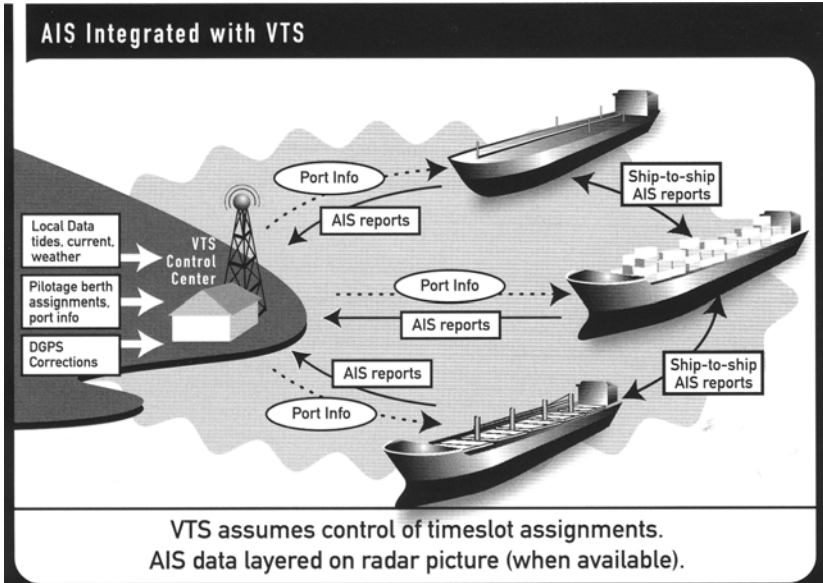 AIS Integrated with VTS
Port Info
Ship-to-ship
AIS reports
AIS reports
Local Data
tides, current,
weather
VTS
Control
Center
Pilotage berth
assignments,
port info
Port Info
AIS reports
DGPS
Corrections
AIS reports
Ship-to-ship
AIS reports
Port Info
VTS assumes control of timeslot assignments.
AIS data layered on radar picture (when available).